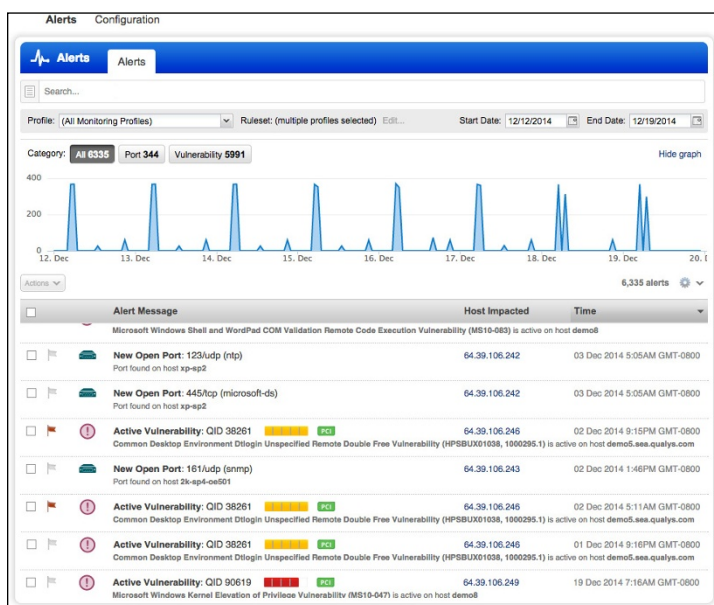 Alerts Configuration
Alerts Alerts
Search...
Profile: (All Monitoring Profiles) Ruleset: (multiple profiles selected) Edit... Start Date: 12/12/2014 End Date: 12/19/2014
Category: All 6335 Port 344 Vulnerability 5991 Hide graph
400
200
0
12. Dec 13. Dec 14. Dec 15. Dec 16. Dec 17. Dec 18. Dec 19. Dec 20. D
Actions 6,335 alerts
Alert Message Host Impacted Time
Microsoft Windows Shell and WordPad COM Validation Remote Code Execution Vulnerability (MS10-083) is active on host demo8
New Open Port: 123/udp (ntp) 64.39.106.242 03 Dec 2014 5:05AM GMT-0800
Port found on host xp-sp2
New Open Port: 445/tcp (microsoft-ds) 64.39.106.242 03 Dec 2014 5:05AM GMT-0800
Port found on host xp-sp2
Active Vulnerability: QID 38261 PCI 64.39.106.246 02 Dec 2014 9:15PM GMT-0800
Common Desktop Environment Dtlogin Unspecified Remote Double Free Vulnerability (HPSBUX01038, 1000295.1) is active on host demo5.sea.qualys.com
New Open Port: 161/udp (snmp) 64.39.106.243 02 Dec 2014 1:46PM GMT-0800
Port found on host 2k-sp4-oe501
Active Vulnerability: QID 38261 PCI 64.39.106.246 02 Dec 2014 5:11AM GMT-0800
Common Desktop Environment Dtlogin Unspecified Remote Double Free Vulnerability (HPSBUX01038, 1000295.1) is active on host demo5.sea.qualys.com
Active Vulnerability: QID 38261 PCI 64.39.106.246 01 Dec 2014 9:16PM GMT-0800
Common Desktop Environment Dtlogin Unspecified Remote Double Free Vulnerability (HPSBUX01038, 1000295.1) is active on host demo5.sea.qualys.com
Active Vulnerability: QID 90619 PCI 64.39.106.249 19 Dec 2014 7:16AM GMT-0800
Microsoft Windows Kernel Elevation of Privilege Vulnerability (MS10-047) is active on host demo8